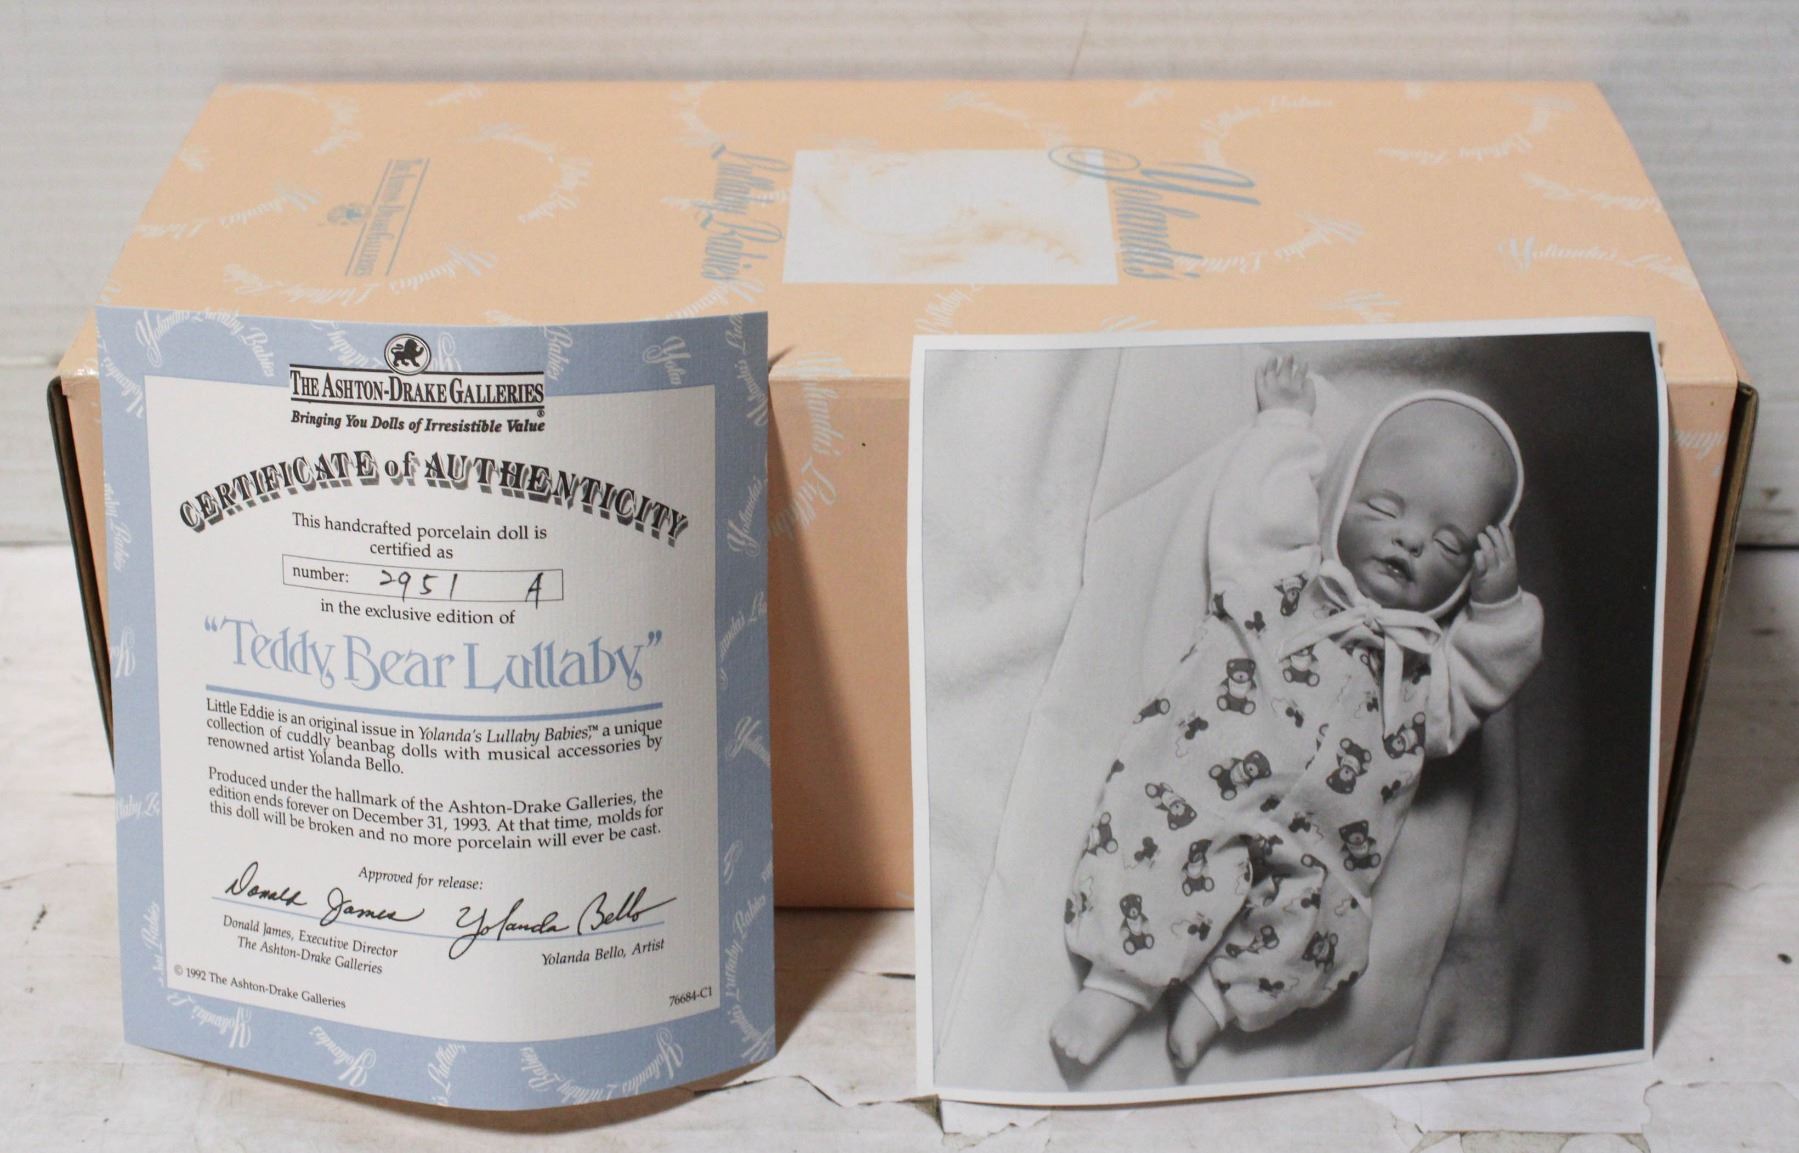 Yolanda's
Lullaby Babies
The Ashton-Drake Galleries
THE ASHTON-DRAKE GALLERIES®
Bringing You Dolls of Irresistible Value
CERTIFICATE of AUTHENTICITY
This handcrafted porcelain doll is
certified as
number: 2951 A
in the exclusive edition of
"Teddy Bear Lullaby"
Little Eddie is an original issue in Yolanda's Lullaby Babies,™ a unique
collection of cuddly beanbag dolls with musical accessories by
renowned artist Yolanda Bello.
Produced under the hallmark of the Ashton-Drake Galleries, the
edition ends forever on December 31, 1993. At that time, molds for
this doll will be broken and no more porcelain will ever be cast.
Approved for release:
Donald James Yolanda Bello
Donald James, Executive Director
The Ashton-Drake Galleries
Yolanda Bello, Artist
© 1992 The Ashton-Drake Galleries
76684-C1